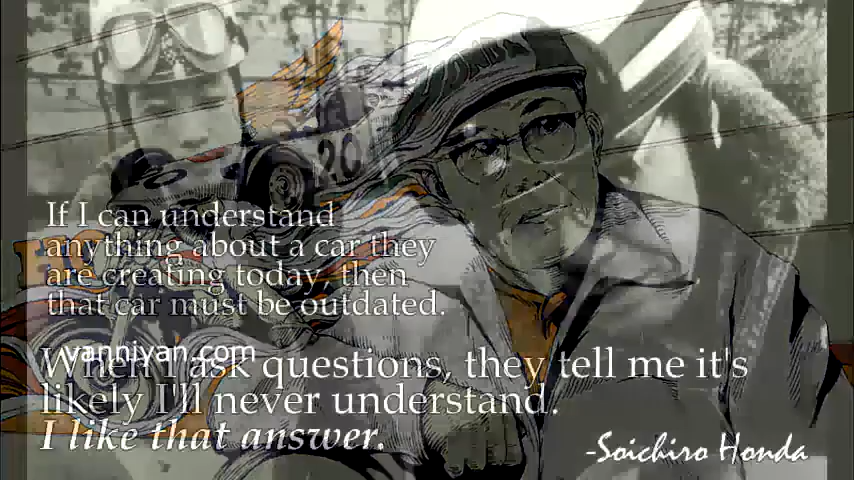 20
If I can understand
anything about a car they
are creating today, then
that car must be outdated.
vanniyan.com
When I ask questions, they tell me it's
likely I'll never understand.
I like that answer.
-Soichiro Honda